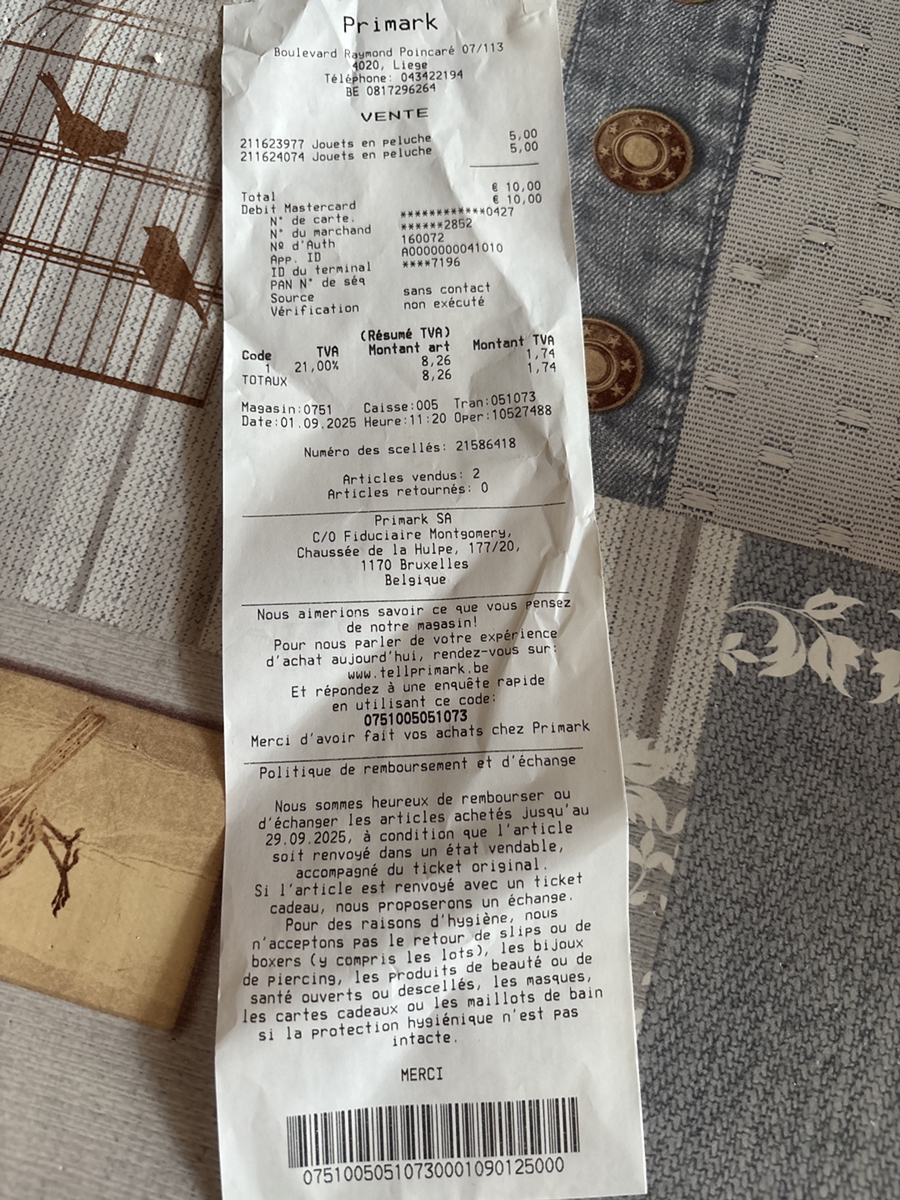 Primark
Boulevard Raymond Poincaré 07/113
4020, Liege
Téléphone: 043422194
BE 0817296264
VENTE
211623977 Jouets en peluche 5,00
211624074 Jouets en peluche 5,00
Total € 10,00
Debit Mastercard € 10,00
N° de carte. ************0427
N° du marchand ******2852
Nº d'Auth 160072
App. ID A0000000041010
ID du terminal ****7196
PAN N° de séq
Source sans contact
Vérification non exécuté
(Résumé TVA)
Code TVA Montant art Montant TVA
1 21,00% 8,26 1,74
TOTAUX 8,26 1,74
Magasin:0751 Caisse:005 Tran:051073
Date:01.09.2025 Heure:11:20 Oper:10527488
Numéro des scellés: 21586418
Articles vendus: 2
Articles retournés: 0
Primark SA
C/O Fiduciaire Montgomery,
Chaussée de la Hulpe, 177/20,
1170 Bruxelles
Belgique
Nous aimerions savoir ce que vous pensez
de notre magasin!
Pour nous parler de votre expérience
d'achat aujourd'hui, rendez-vous sur:
www.tellprimark.be
Et répondez à une enquête rapide
en utilisant ce code:
0751005051073
Merci d'avoir fait vos achats chez Primark
Politique de remboursement et d'échange
Nous sommes heureux de rembourser ou
d'échanger les articles achetés jusqu'au
29.09.2025, à condition que l'article
soit renvoyé dans un état vendable,
accompagné du ticket original.
Si l'article est renvoyé avec un ticket
cadeau, nous proposerons un échange.
Pour des raisons d'hygiène, nous
n'acceptons pas le retour de slips ou de
boxers (y compris les lots), les bijoux
de piercing, les produits de beauté ou de
santé ouverts ou descellés, les masques,
les cartes cadeaux ou les maillots de bain
si la protection hygiénique n'est pas
intacte.
MERCI
07510050510730001090125000